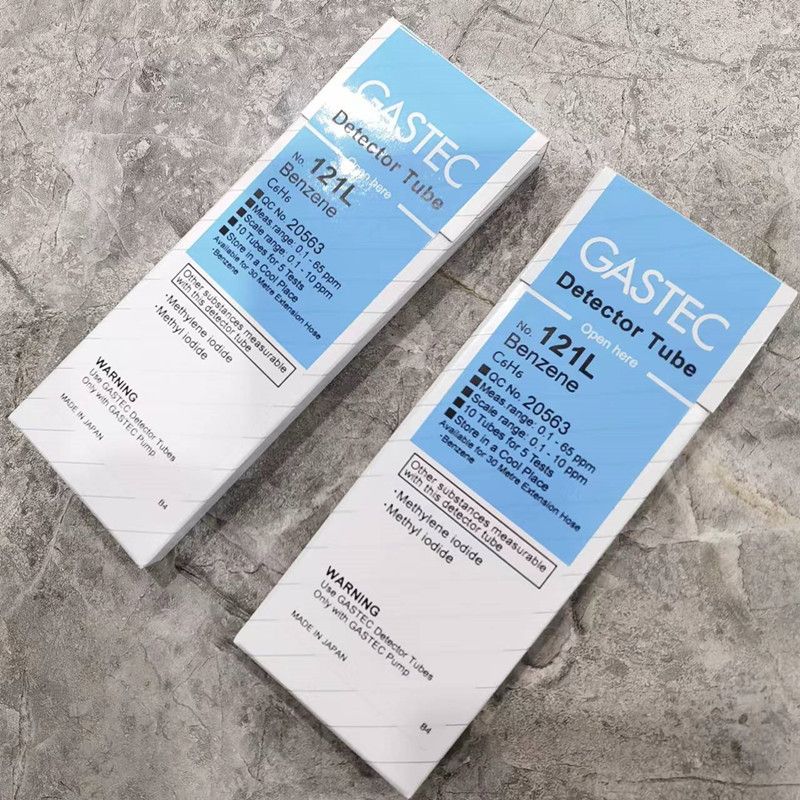 GASTEC
Detector Tube
Open here
No. 121L
Benzene
C6H6
■ QC No. 20563
■ Meas. range: 0.1 - 65 ppm
■ Scale range: 0.1 - 10 ppm
■ 10 Tubes for 5 Tests
■ Store in a Cool Place
Available for 30 Metre Extension Hose
·Benzene
Other substances measurable
with this detector tube
·Methylene iodide
·Methyl iodide
WARNING
Use GASTEC Detector Tubes
Only with GASTEC Pump
MADE IN JAPAN
B4
GASTEC
Detector Tube
Open here
No. 121L
Benzene
C6H6
■ QC No. 20563
■ Meas. range: 0.1 - 65 ppm
■ Scale range: 0.1 - 10 ppm
■ 10 Tubes for 5 Tests
■ Store in a Cool Place
Available for 30 Metre Extension Hose
·Benzene
Other substances measurable
with this detector tube
·Methylene iodide
·Methyl iodide
WARNING
Use GASTEC Detector Tubes
Only with GASTEC Pump
MADE IN JAPAN
B4